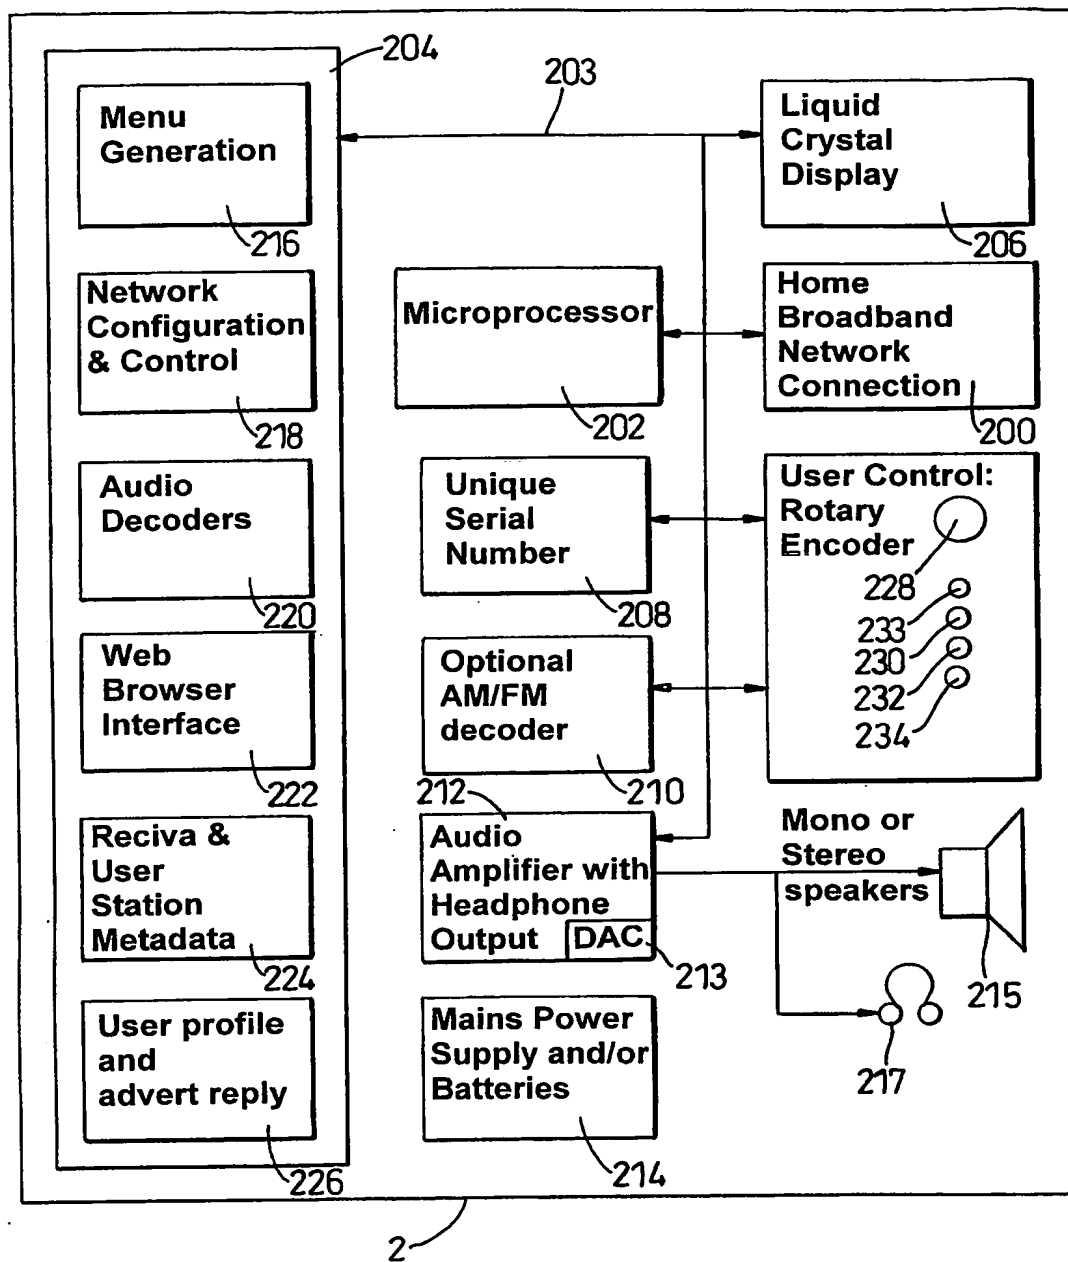 204
Menu
Generation
216
Network
Configuration
& Control
218
Audio
Decoders
220
Web
Browser
Interface
222
Reciva &
User
Station
Metadata
224
User profile
and
advert reply
226
203
Microprocessor
202
Unique
Serial
Number
208
Optional
AM/FM
decoder
210
212
Audio
Amplifier with
Headphone
Output
DAC
213
Mains Power
Supply and/or
Batteries
214
Liquid
Crystal
Display
206
Home
Broadband
Network
Connection
200
User Control:
Rotary
Encoder
228
233
230
232
234
Mono or
Stereo
speakers
215
217
2